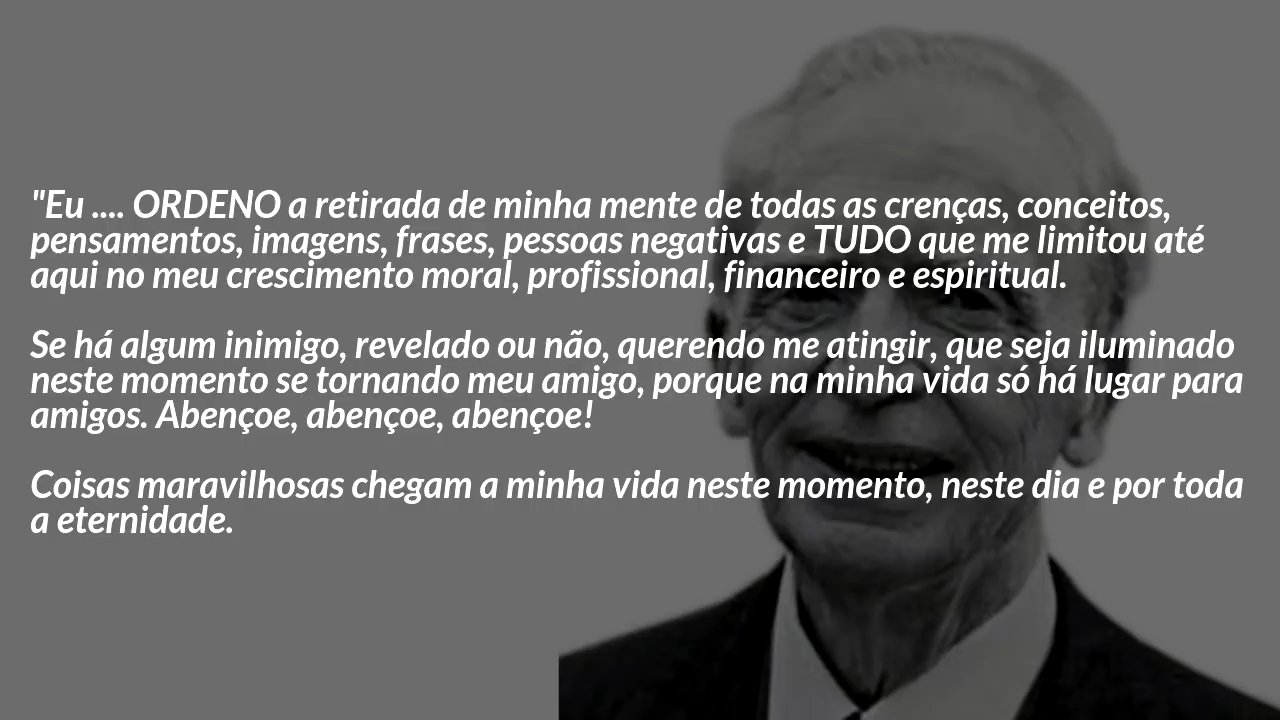 "Eu .... ORDENO a retirada de minha mente de todas as crenças, conceitos,
pensamentos, imagens, frases, pessoas negativas e TUDO que me limitou até
aqui no meu crescimento moral, profissional, financeiro e espiritual.
Se há algum inimigo, revelado ou não, querendo me atingir, que seja iluminado
neste momento se tornando meu amigo, porque na minha vida só há lugar para
amigos. Abençoe, abençoe, abençoe!
Coisas maravilhosas chegam a minha vida neste momento, neste dia e por toda
a eternidade.